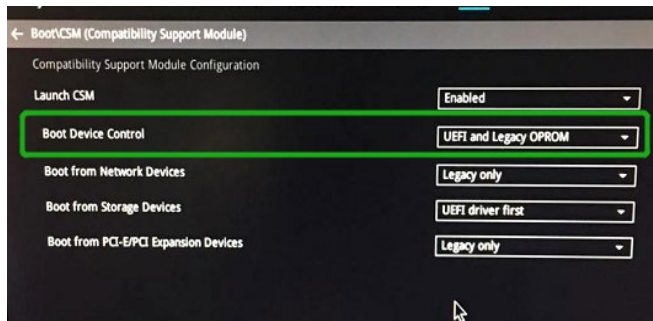 ← Boot\CSM (Compatibility Support Module)
Compatibility Support Module Configuration
Launch CSM Enabled
Boot Device Control UEFI and Legacy OPROM
Boot from Network Devices Legacy only
Boot from Storage Devices UEFI driver first
Boot from PCI-E/PCI Expansion Devices Legacy only